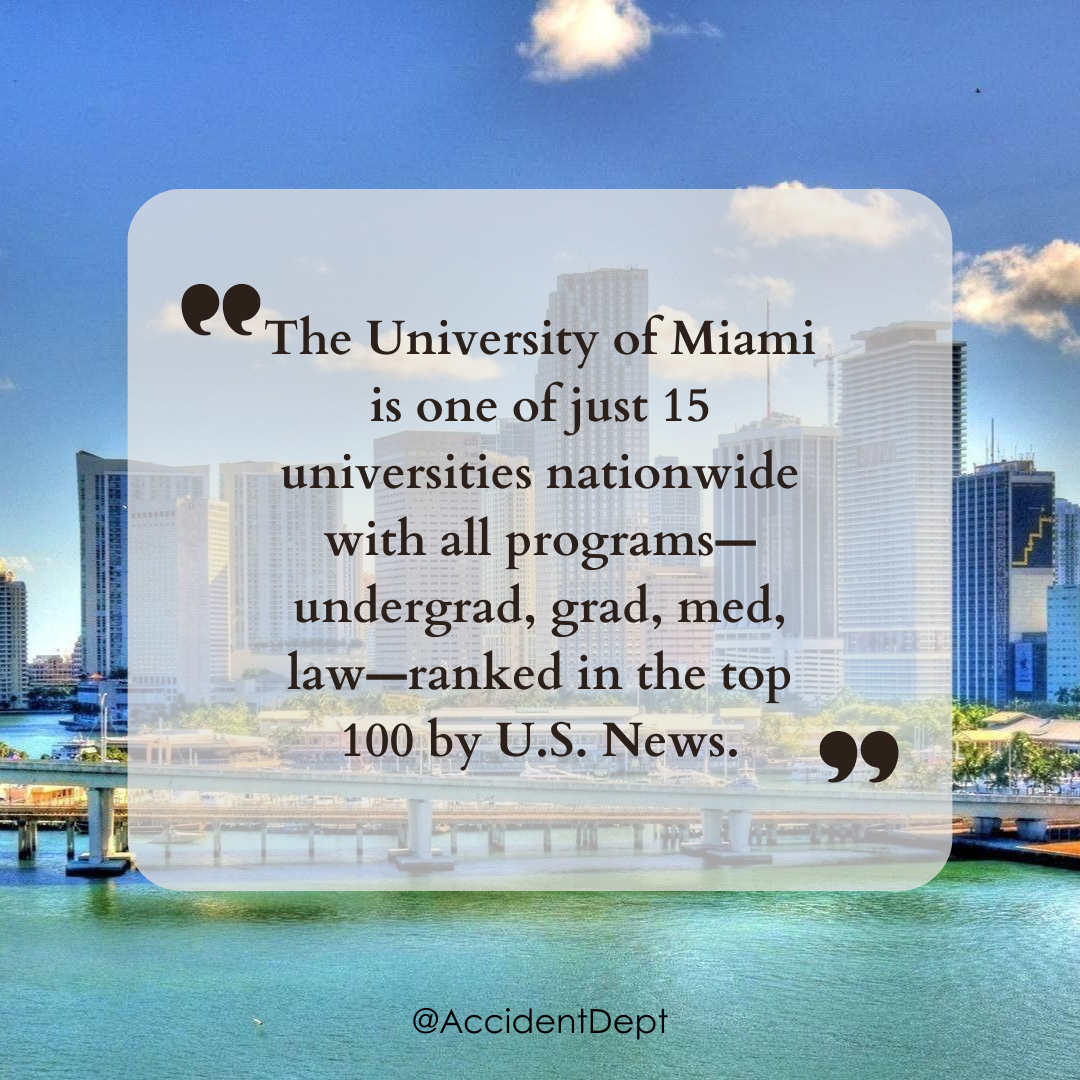 “The University of Miami
is one of just 15
universities nationwide
with all programs—
undergrad, grad, med,
law—ranked in the top
100 by U.S. News.”
@AccidentDept